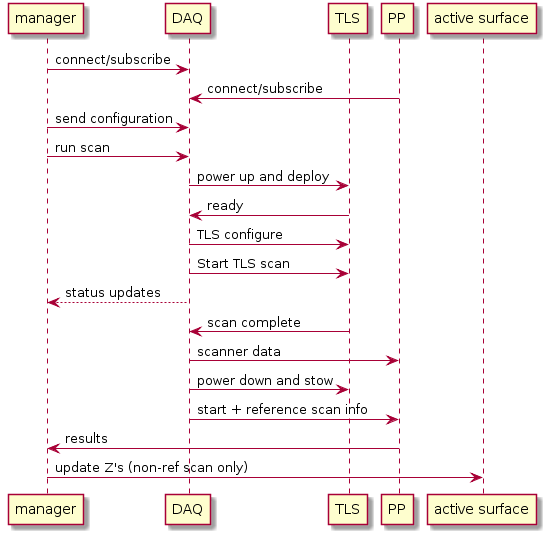 manager DAQ TLS PP active surface
connect/subscribe
connect/subscribe
send configuration
run scan
power up and deploy
ready
TLS configure
Start TLS scan
status updates
scan complete
scanner data
power down and stow
start + reference scan info
results
update Z's (non-ref scan only)
manager DAQ TLS PP active surface